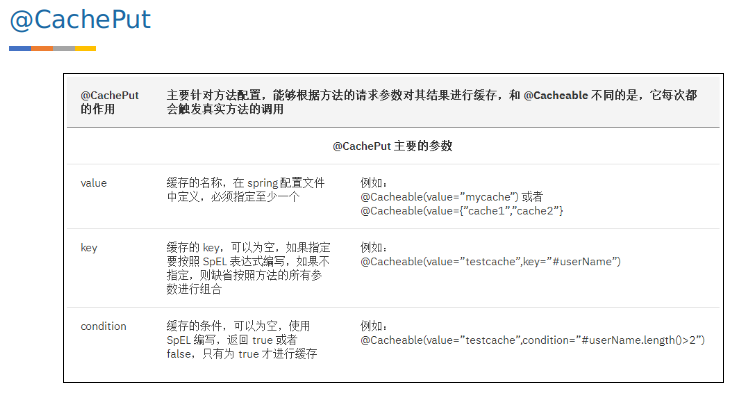 @CachePut
@CachePut
的作用
主要针对方法配置，能够根据方法的请求参数对其结果进行缓存，和 @Cacheable 不同的是，它每次都
会触发真实方法的调用
@CachePut 主要的参数
value
缓存的名称，在 spring 配置文件
中定义，必须指定至少一个
例如：
@Cacheable(value=”mycache”) 或者
@Cacheable(value={”cache1”,”cache2”}
key
缓存的 key，可以为空，如果指定
要按照 SpEL 表达式编写，如果不
指定，则缺省按照方法的所有参
数进行组合
例如：
@Cacheable(value=”testcache”,key=”#userName”)
condition
缓存的条件，可以为空，使用
SpEL 编写，返回 true 或者
false，只有为 true 才进行缓存
例如：
@Cacheable(value=”testcache”,condition=”#userName.length()>2”)